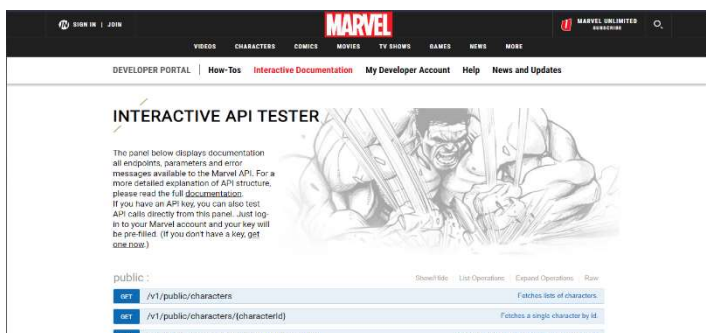 SIGN IN | JOIN
MARVEL
MARVEL UNLIMITED
SUBSCRIBE
VIDEOS CHARACTERS COMICS MOVIES TV SHOWS GAMES NEWS MORE
DEVELOPER PORTAL | How-Tos Interactive Documentation My Developer Account Help News and Updates
INTERACTIVE API TESTER
The panel below displays documentation
all endpoints, parameters and error
messages available to the Marvel API. For a
more detailed explanation of API structure,
please read the full documentation.
If you have an API key, you can also test
API calls directly from this panel. Just log-
in to your Marvel account and your key will
be pre-filled. (If you don't have a key, get
one now.)
public :
Show/Hide List Operations Expand Operations Raw
GET /v1/public/characters Fetches lists of characters.
GET /v1/public/characters/{characterId} Fetches a single character by id.